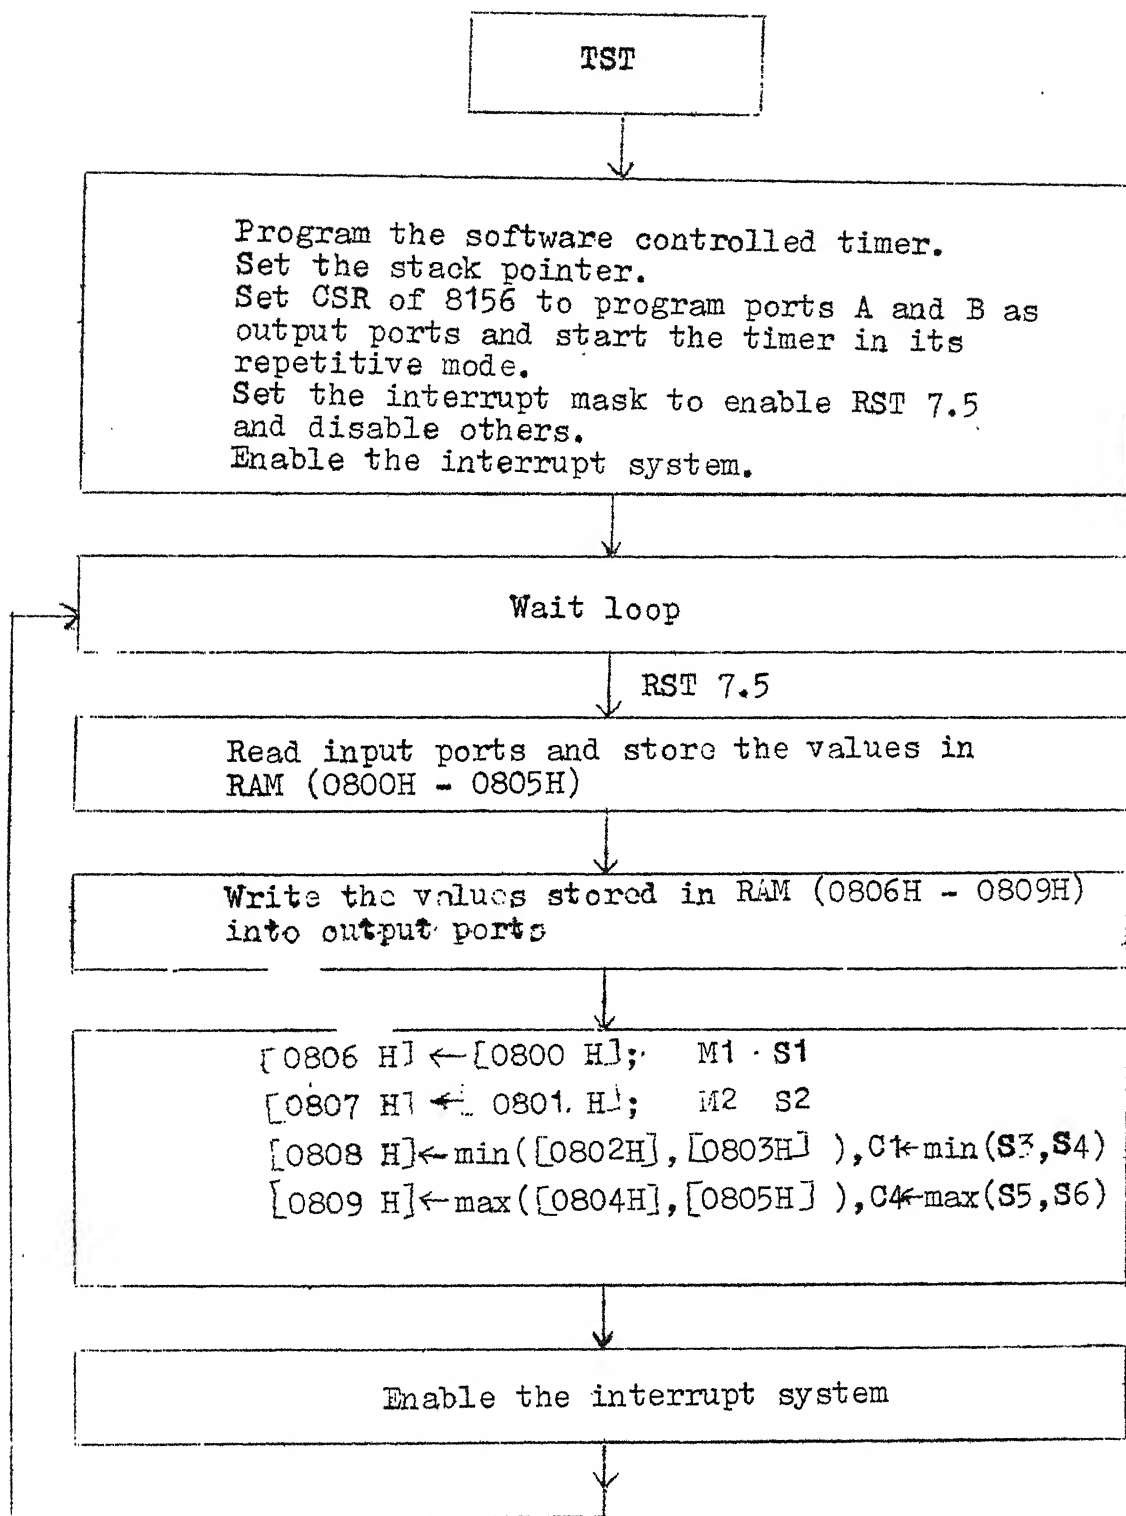 TST
Program the software controlled timer.
Set the stack pointer.
Set CSR of 8156 to program ports A and B as
output ports and start the timer in its
repetitive mode.
Set the interrupt mask to enable RST 7.5
and disable others.
Enable the interrupt system.
Wait loop
RST 7.5
Read input ports and store the values in
RAM (0800H - 0805H)
Write the values stored in RAM (0806H - 0809H)
into output ports
[0806 H] ← [0800 H]; M1 S1
[0807 H] ← [0801 H]; M2 S2
[0808 H]←min([0802H],[0803H] ),C1←min(S3,S4)
[0809 H]←max([0804H],[0805H] ),C4←max(S5,S6)
Enable the interrupt system